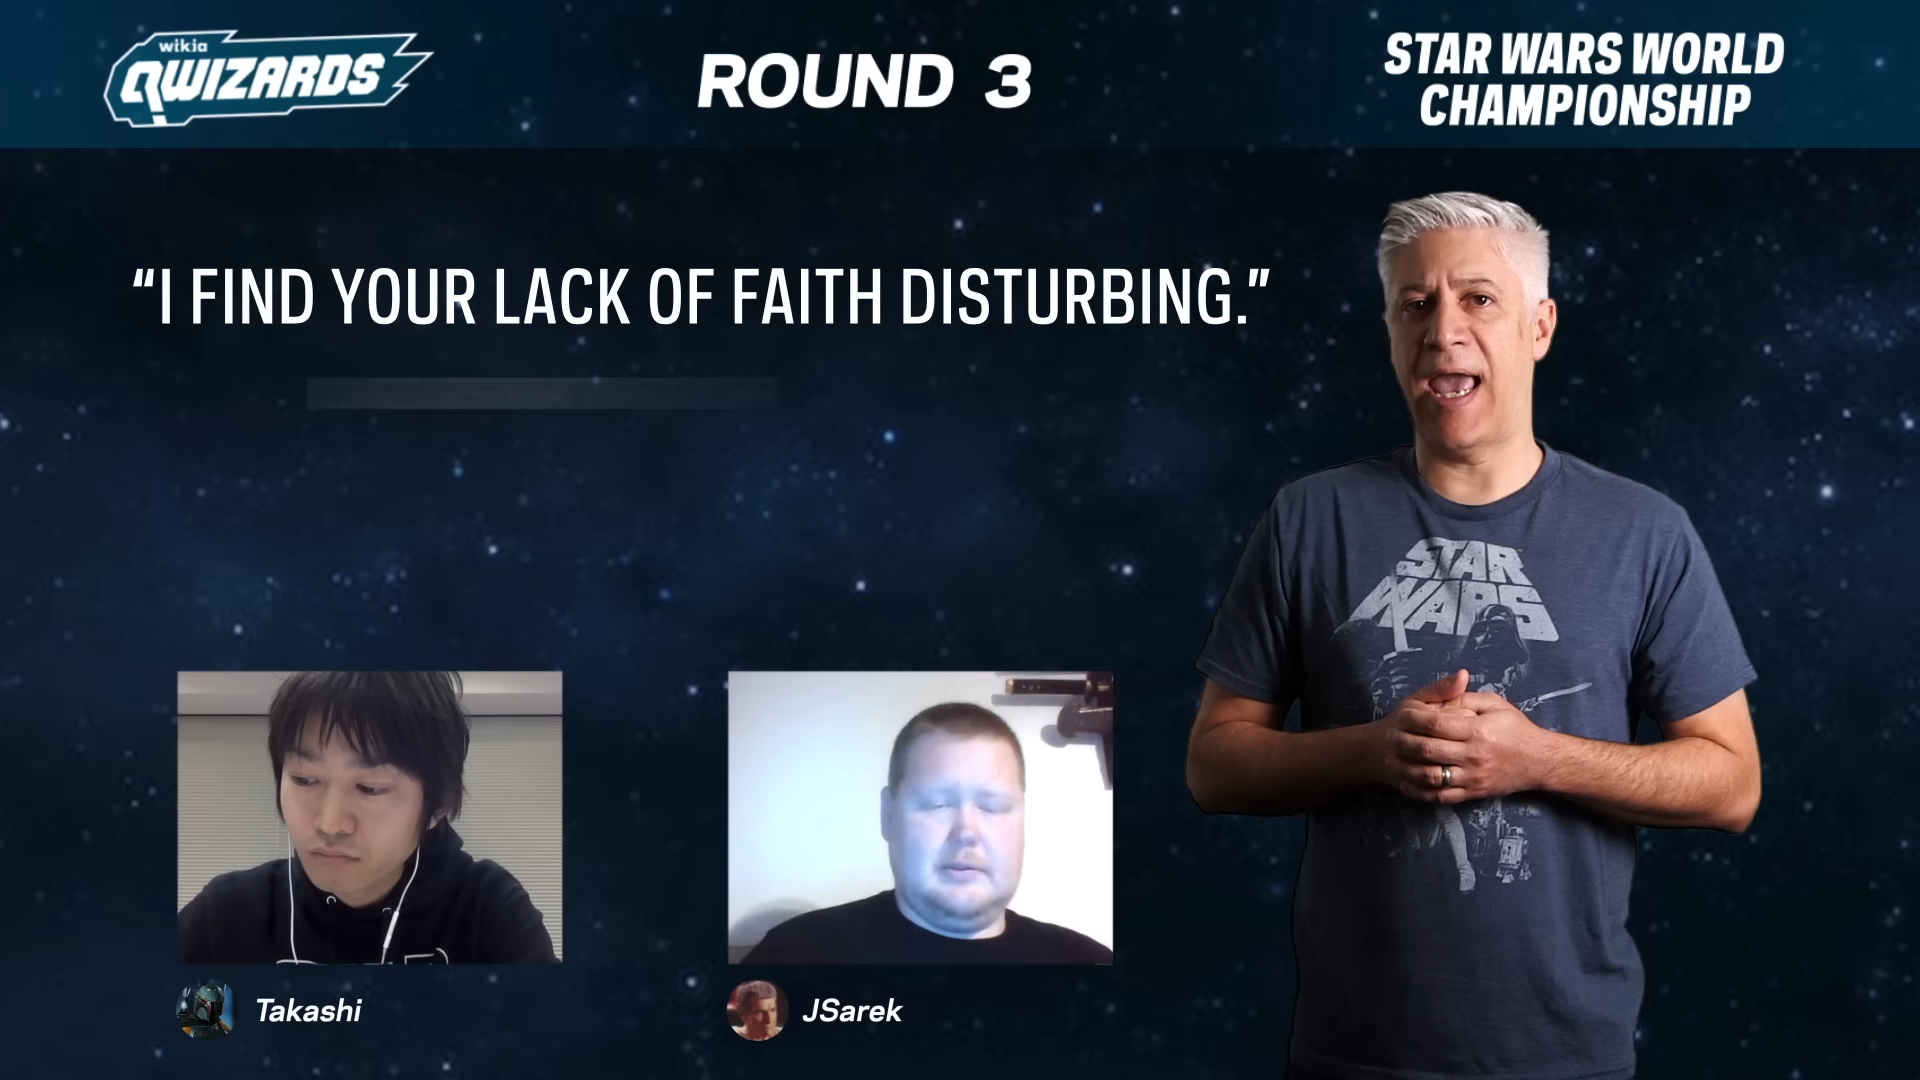 wikia
QWIZARDS
ROUND 3
STAR WARS WORLD
CHAMPIONSHIP
“I FIND YOUR LACK OF FAITH DISTURBING.”
STAR
WARS
Takashi
JSarek